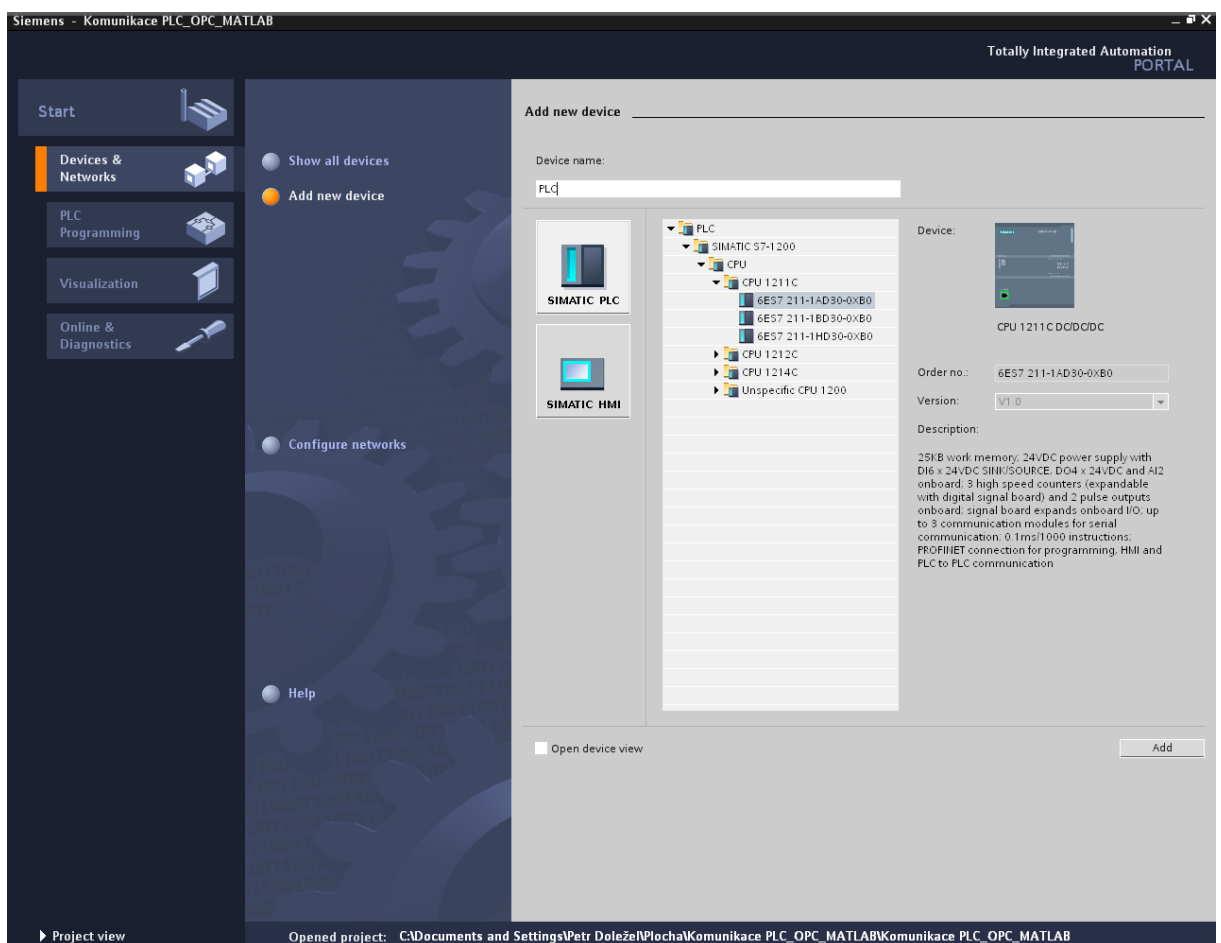 Siemens - Komunikace PLC_OPC_MATLAB
Totally Integrated Automation
PORTAL
Start
Devices &
Networks
PLC
Programming
Visualization
Online &
Diagnostics
Show all devices
Add new device
Configure networks
Help
Add new device
Device name:
PLC
SIMATIC PLC
SIMATIC HMI
PLC
SIMATIC S7-1200
CPU
CPU 1211C
6ES7 211-1AD30-0XB0
6ES7 211-1BD30-0XB0
6ES7 211-1HD30-0XB0
CPU 1212C
CPU 1214C
Unspecific CPU 1200
Device:
CPU 1211C DC/DC/DC
Order no.: 6ES7 211-1AD30-0XB0
Version: V1.0
Description:
25KB work memory; 24VDC power supply with
DI6 x 24VDC SINK/SOURCE, DO4 x 24VDC and AI2
onboard; 3 high speed counters (expandable
with digital signal board) and 2 pulse outputs
onboard; signal board expands onboard I/O; up
to 3 communication modules for serial
communication; 0.1ms/1000 instructions;
PROFINET connection for programming, HMI and
PLC to PLC communication
Open device view
Add
Project view
Opened project: C:\Documents and Settings\Petr Doležel\Plocha\Komunikace PLC_OPC_MATLAB\Komunikace PLC_OPC_MATLAB